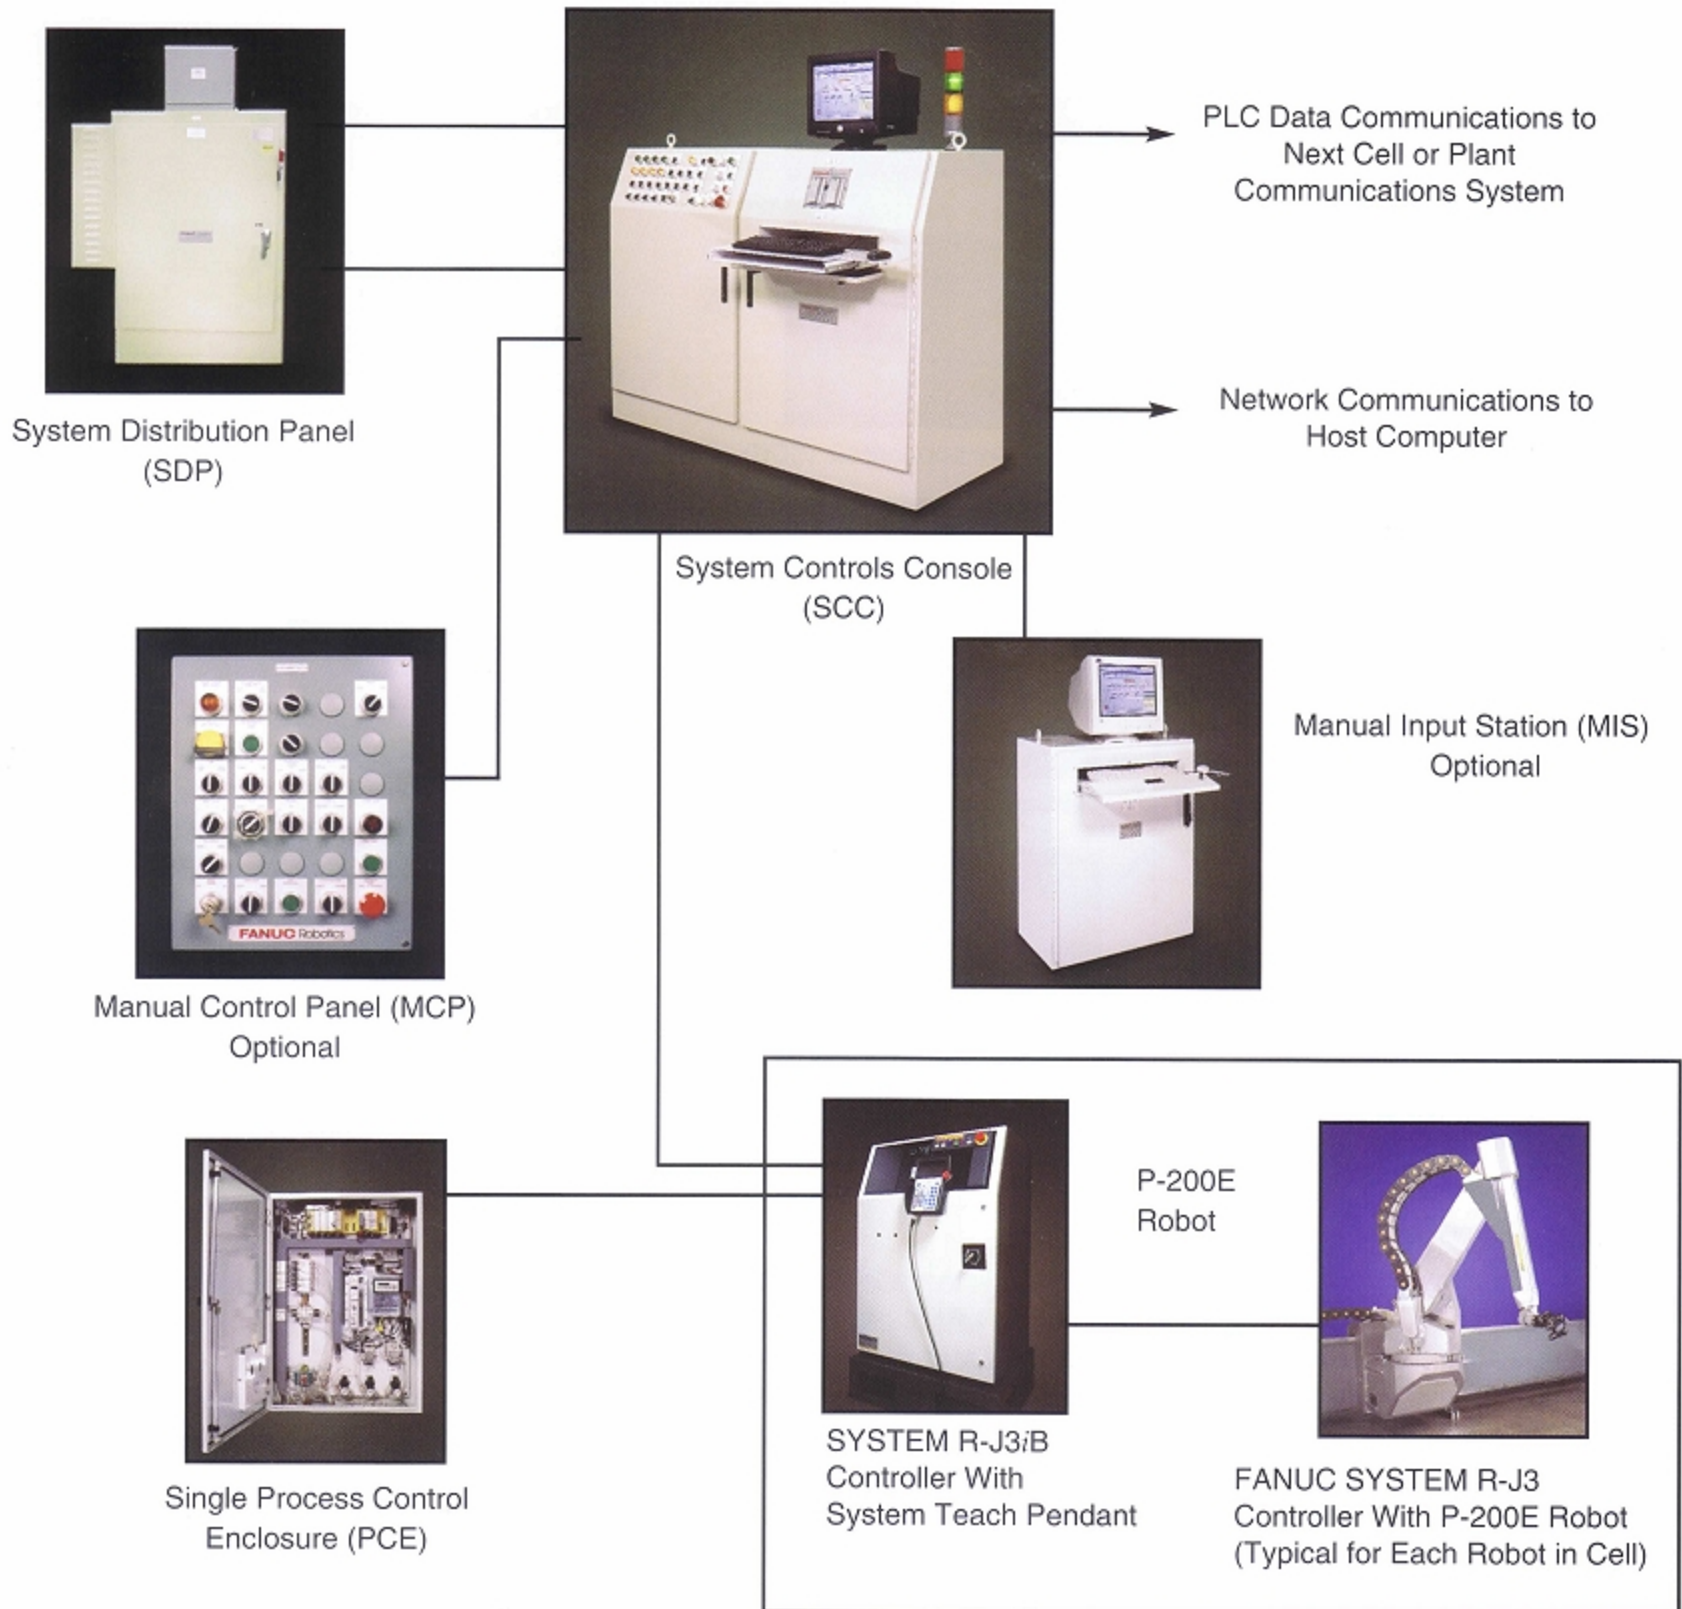 PLC Data Communications to
Next Cell or Plant
Communications System
Network Communications to
Host Computer
System Distribution Panel
(SDP)
System Controls Console
(SCC)
Manual Input Station (MIS)
Optional
FANUC Robotics
Manual Control Panel (MCP)
Optional
P-200E
Robot
SYSTEM R-J3iB
Controller With
System Teach Pendant
FANUC SYSTEM R-J3
Controller With P-200E Robot
(Typical for Each Robot in Cell)
Single Process Control
Enclosure (PCE)